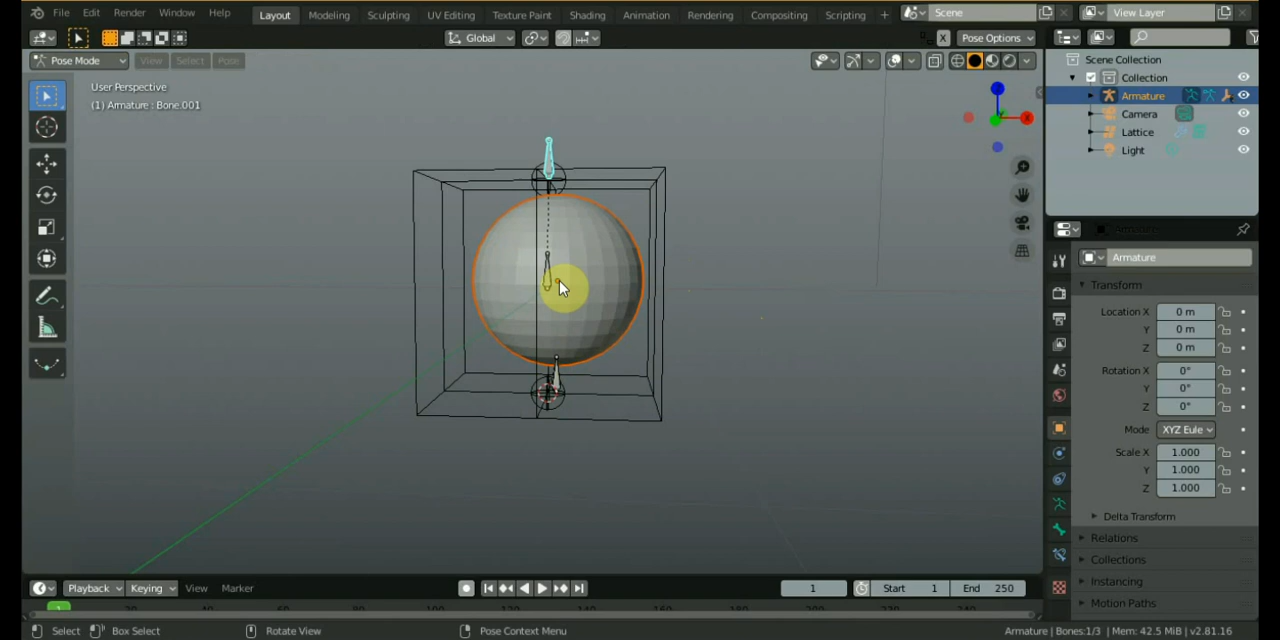 File Edit Render Window Help Layout Modeling Sculpting UV Editing Texture Paint Shading Animation Rendering Compositing Scripting + Scene View Layer
Global X Pose Options
Pose Mode View Select Pose
User Perspective
(1) Armature : Bone.001
Scene Collection
Collection
Armature
Camera
Lattice
Light
Armature
Armature
Transform
Location X 0 m
Y 0 m
Z 0 m
Rotation X 0°
Y 0°
Z 0°
Mode XYZ Eule
Scale X 1.000
Y 1.000
Z 1.000
Delta Transform
Relations
Collections
Instancing
Motion Paths
Playback Keying View Marker 1 Start 1 End 250
1
Select Box Select Rotate View Pose Context Menu Armature | Bones:1/3 | Mem: 42.5 MiB | v2.81.16